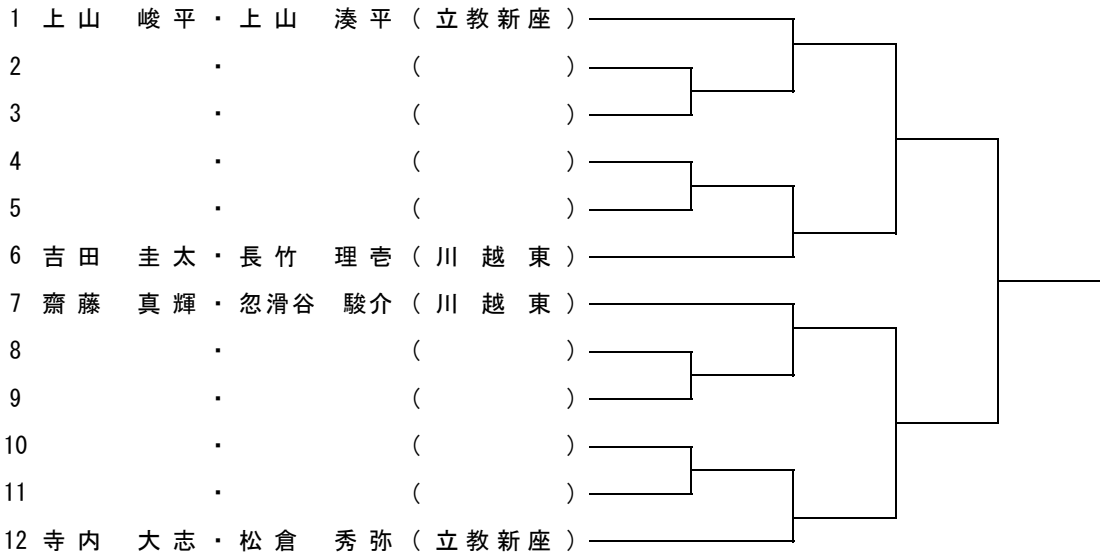 1 上山 峻平・上山 湊平(立教新座)
2 ・ ( )
3 ・ ( )
4 ・ ( )
5 ・ ( )
6 吉田 圭太・長竹 理壱(川越東)
7 齋藤 真輝・忽滑谷 駿介(川越東)
8 ・ ( )
9 ・ ( )
10 ・ ( )
11 ・ ( )
12 寺内 大志・松倉 秀弥(立教新座)